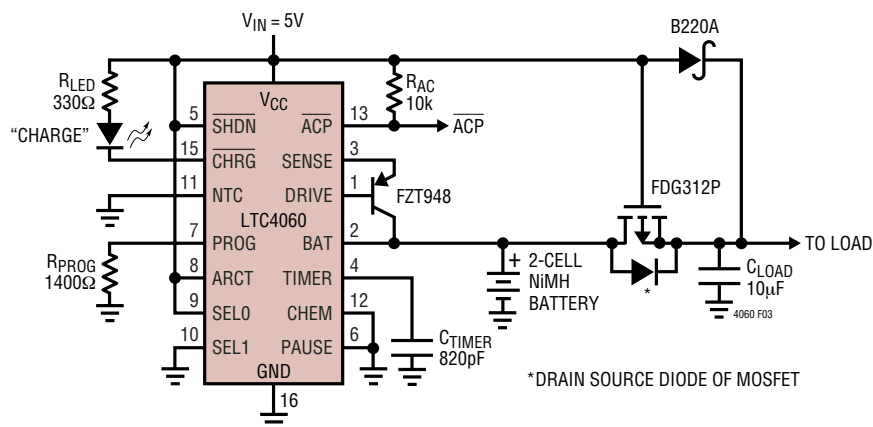 V_IN = 5V
B220A
R_LED
330Ω
"CHARGE"
R_AC
10k
V_CC
5
SHDN
ACP
13
ACP
15
CHRG
SENSE
3
11
NTC
DRIVE
1
FZT948
FDG312P
LTC4060
7
PROG
BAT
2
TO LOAD
R_PROG
1400Ω
8
ARCT
TIMER
4
+ 2-CELL
NiMH
BATTERY
*
C_LOAD
10μF
4060 F03
9
SEL0
CHEM
12
10
SEL1
PAUSE
6
C_TIMER
820pF
GND
16
*DRAIN SOURCE DIODE OF MOSFET